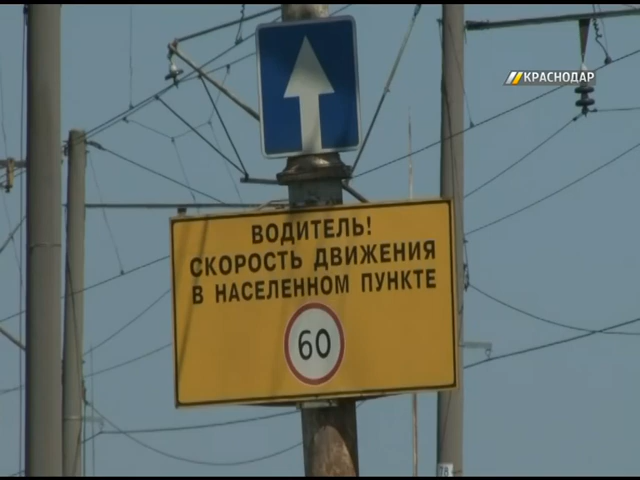 КРАСНОДАР
ВОДИТЕЛЬ!
СКОРОСТЬ ДВИЖЕНИЯ
В НАСЕЛЕННОМ ПУНКТЕ
60